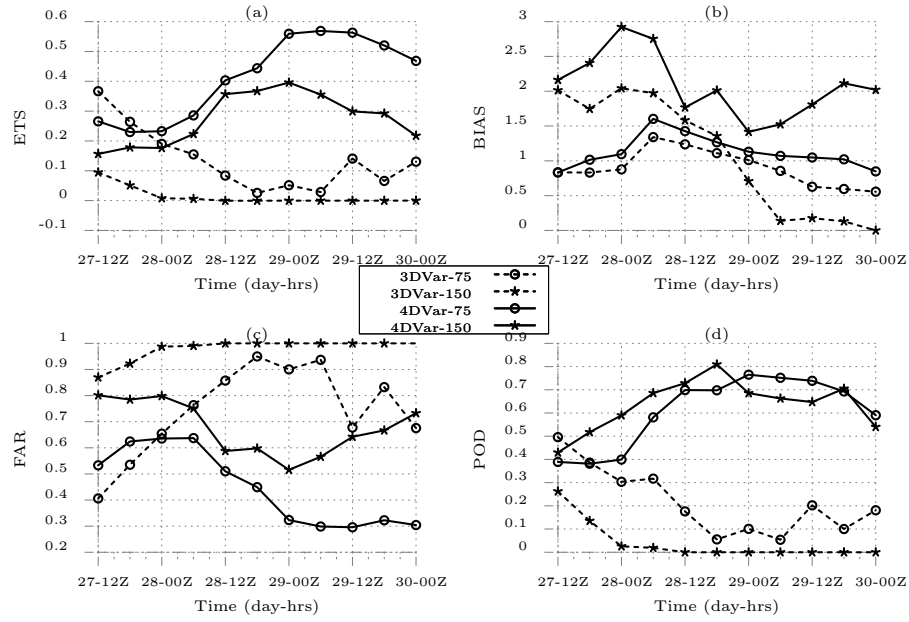 (a)
0.6
0.5
0.4
0.3
0.2
0.1
0
-0.1
ETS
27-12Z 28-00Z 28-12Z 29-00Z 29-12Z 30-00Z
Time (day-hrs)
(b)
3
2.5
2
1.5
1
0.5
0
BIAS
27-12Z 28-00Z 28-12Z 29-00Z 29-12Z 30-00Z
Time (day-hrs)
3DVar-75
3DVar-150
4DVar-75
4DVar-150
(c)
1
0.9
0.8
0.7
0.6
0.5
0.4
0.3
0.2
FAR
27-12Z 28-00Z 28-12Z 29-00Z 29-12Z 30-00Z
Time (day-hrs)
(d)
0.9
0.8
0.7
0.6
0.5
0.4
0.3
0.2
0.1
0
POD
27-12Z 28-00Z 28-12Z 29-00Z 29-12Z 30-00Z
Time (day-hrs)